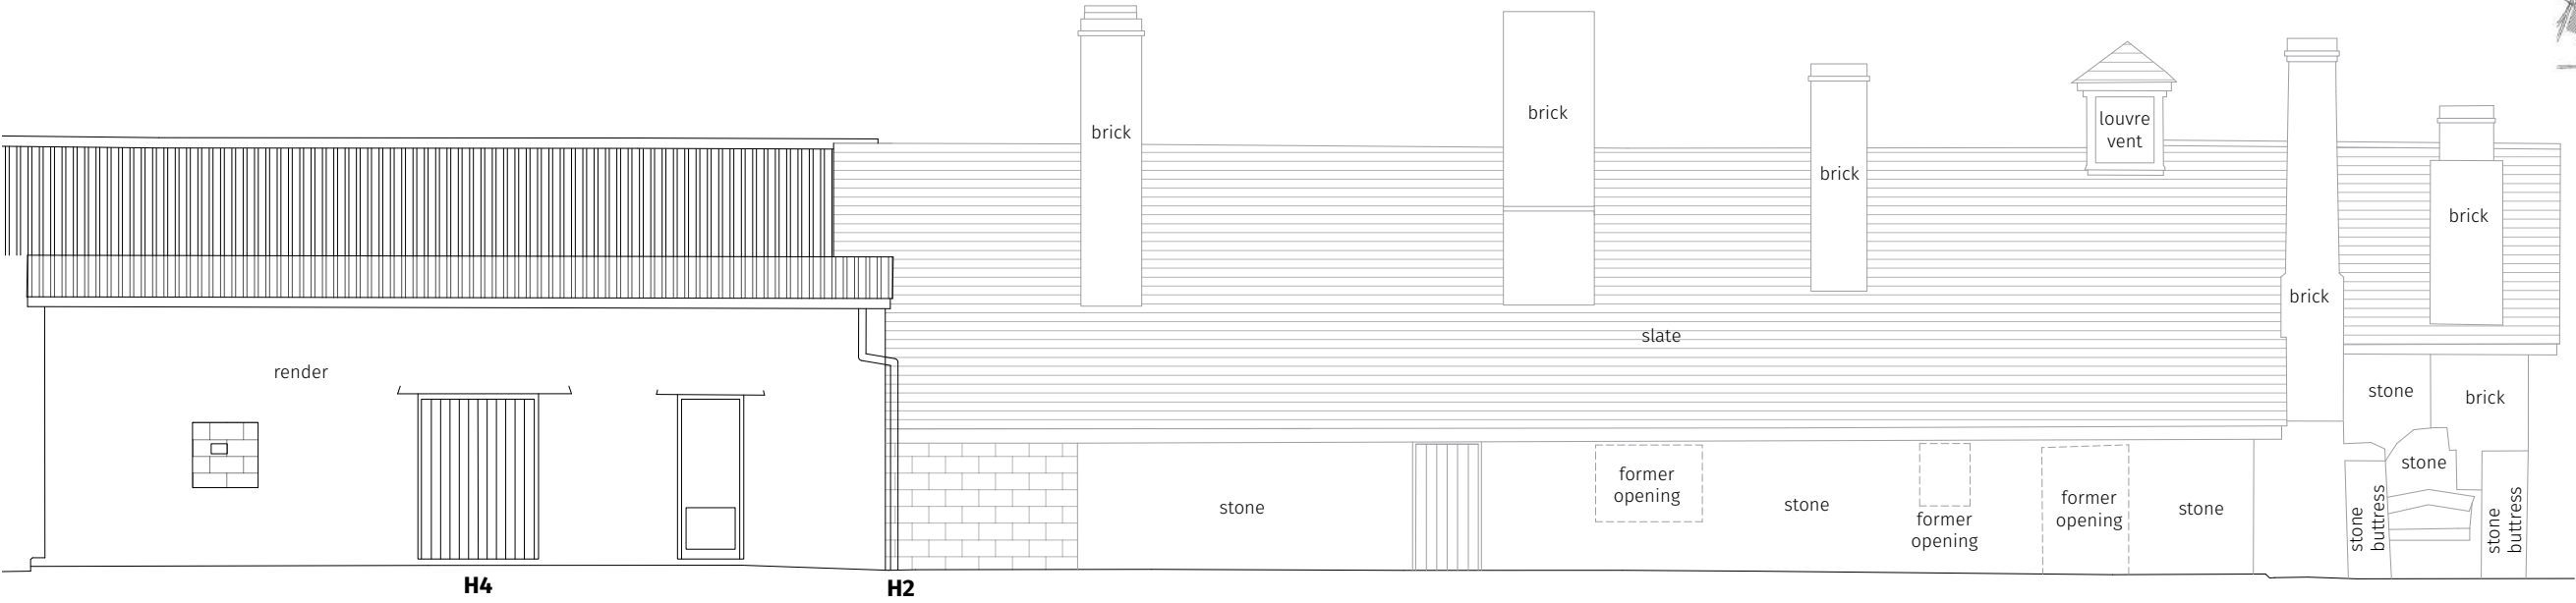 brick
brick
brick
louvre
vent
brick
brick
slate
render
stone
brick
stone
former
opening
stone
former
opening
former
opening
stone
stone
stone
buttress
stone
buttress
H4
H2